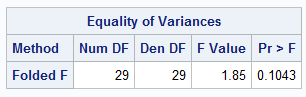 Equality of Variances
Method Num DF Den DF F Value Pr > F
Folded F 29 29 1.85 0.1043